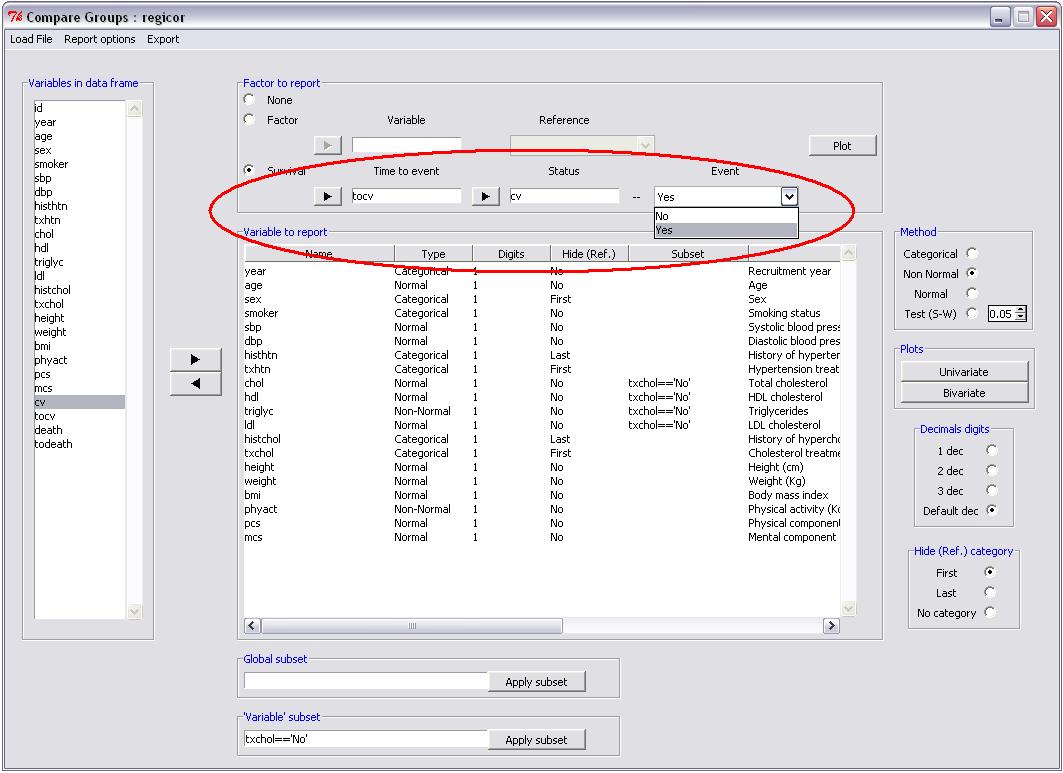 Compare Groups : regicor
Load File Report options Export
Variables in data frame
id
year
age
sex
smoker
sbp
dbp
histhtn
txhtn
chol
hdl
triglyc
ldl
histchol
txchol
height
weight
bmi
phyact
pcs
mcs
cv
tocv
death
todeath
Factor to report
None
Factor Variable Reference
Plot
Survival Time to event Status Event
tocv cv -- Yes
No
Yes
Variable to report
Name Type Digits Hide (Ref.) Subset
year Categorical 1 No Recruitment year
age Normal 1 No Age
sex Categorical 1 First Sex
smoker Categorical 1 No Smoking status
sbp Normal 1 No Systolic blood press
dbp Normal 1 No Diastolic blood pres
histhtn Categorical 1 Last History of hyperten
txhtn Categorical 1 First Hypertension treat
chol Normal 1 No txchol=='No' Total cholesterol
hdl Normal 1 No txchol=='No' HDL cholesterol
triglyc Non-Normal 1 No txchol=='No' Triglycerides
ldl Normal 1 No txchol=='No' LDL cholesterol
histchol Categorical 1 Last History of hypercho
txchol Categorical 1 First Cholesterol treatme
height Normal 1 No Height (cm)
weight Normal 1 No Weight (Kg)
bmi Normal 1 No Body mass index
phyact Non-Normal 1 No Physical activity (Kc
pcs Normal 1 No Physical component
mcs Normal 1 No Mental component
Method
Categorical
Non Normal
Normal
Test (S-W) 0.05
Plots
Univariate
Bivariate
Decimals digits
1 dec
2 dec
3 dec
Default dec
Hide (Ref.) category
First
Last
No category
Global subset
Apply subset
'Variable' subset
txchol=='No' Apply subset